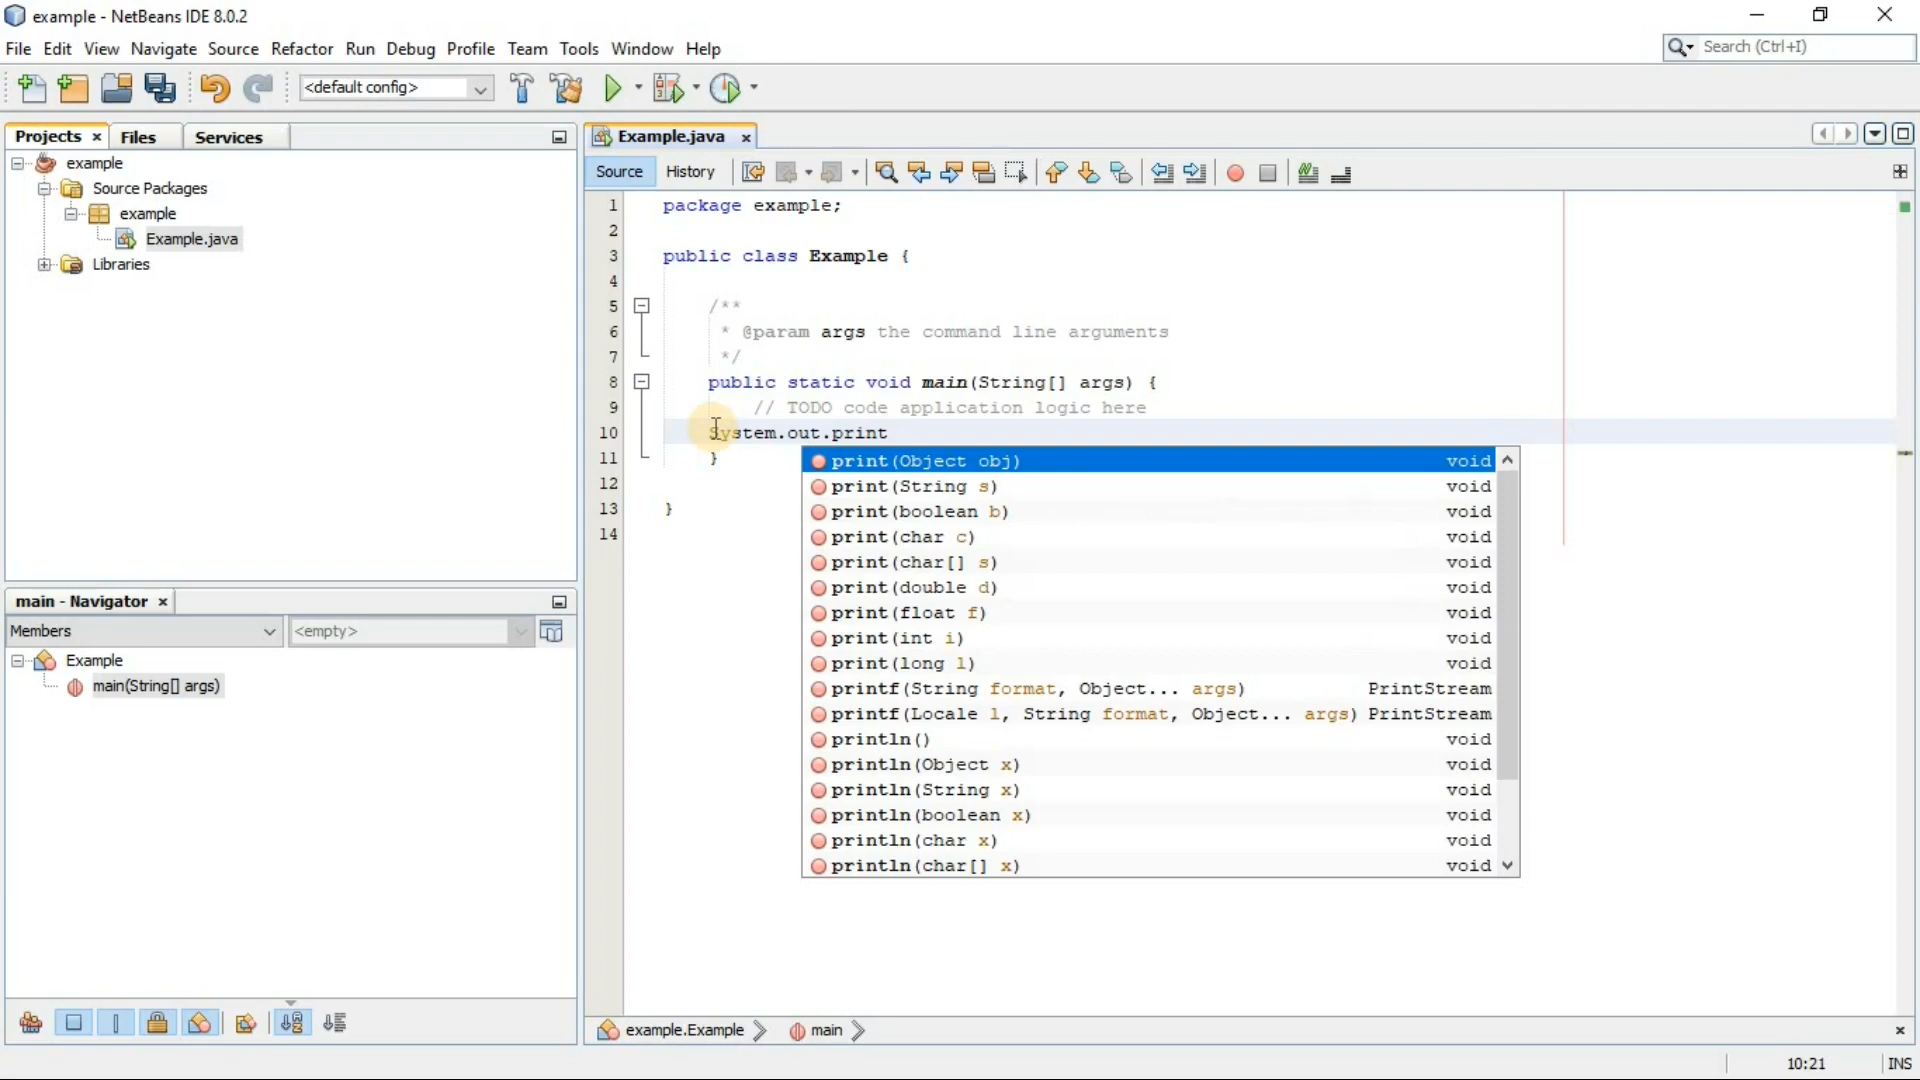 example - NetBeans IDE 8.0.2
File Edit View Navigate Source Refactor Run Debug Profile Team Tools Window Help
Search (Ctrl+I)
<default config>
Projects Files Services
example
Source Packages
example
Example.java
Libraries
main - Navigator
Members <empty>
Example
main(String[] args)
Example.java
Source History
1 package example;
2
3 public class Example {
4
5 /**
6 * @param args the command line arguments
7 */
8 public static void main(String[] args) {
9 // TODO code application logic here
10 System.out.print
11 }
12
13 }
14
print(Object obj) void
print(String s) void
print(boolean b) void
print(char c) void
print(char[] s) void
print(double d) void
print(float f) void
print(int i) void
print(long l) void
printf(String format, Object... args) PrintStream
printf(Locale l, String format, Object... args) PrintStream
println() void
println(Object x) void
println(String x) void
println(boolean x) void
println(char x) void
println(char[] x) void
example.Example main
10:21 INS